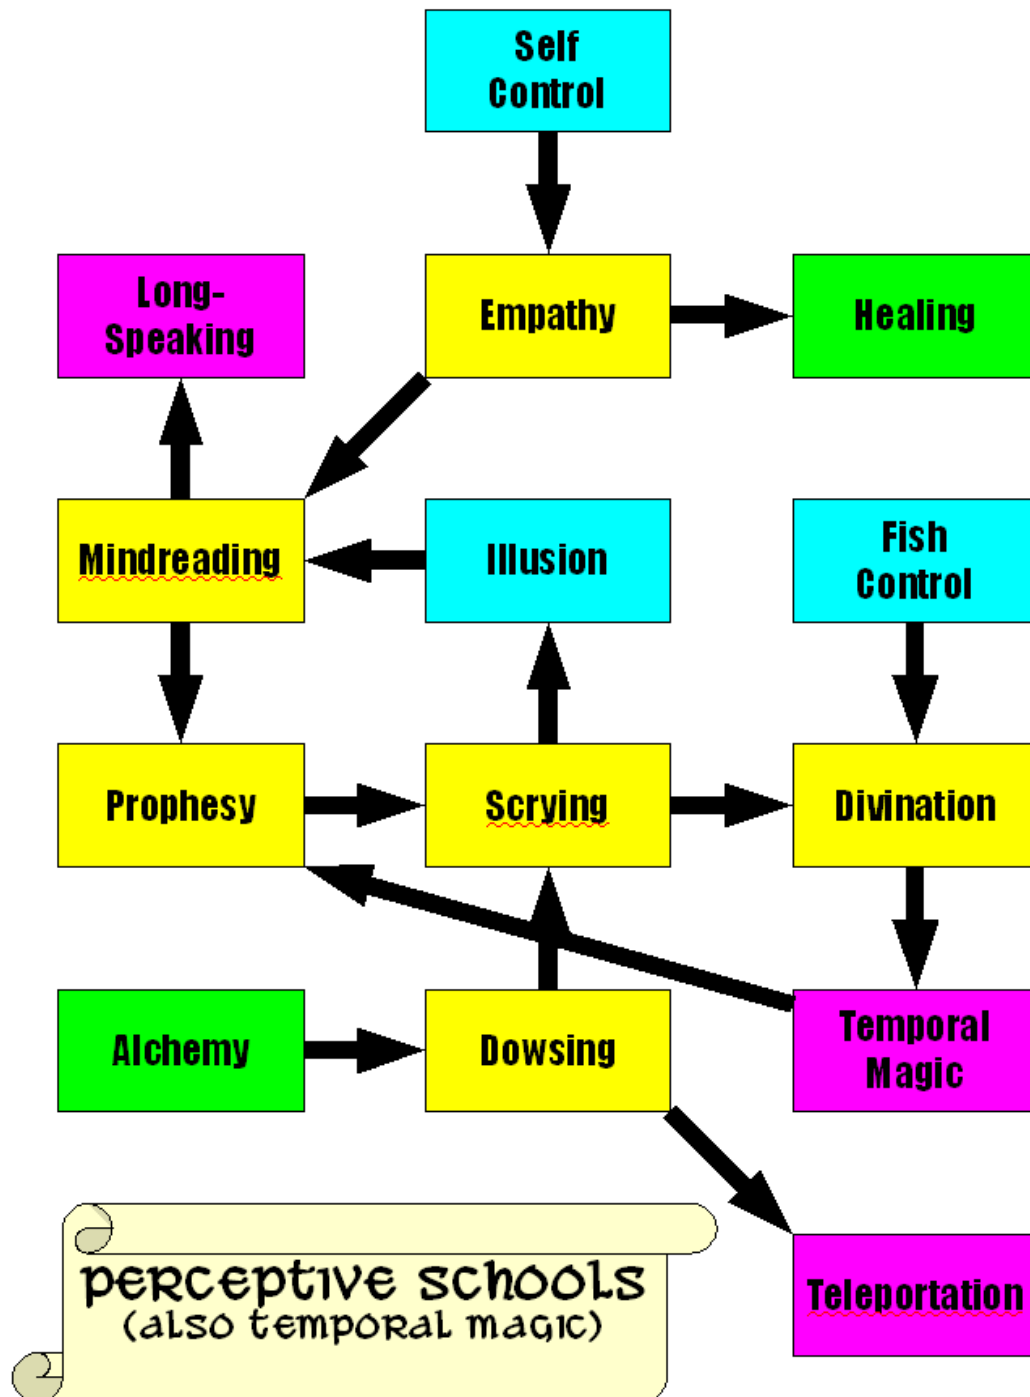 Self
Control
Long-
Speaking
Empathy
Healing
Mindreading
Illusion
Fish
Control
Prophesy
Scrying
Divination
Alchemy
Dowsing
Temporal
Magic
Teleportation
perceptive schools
(also temporal magic)